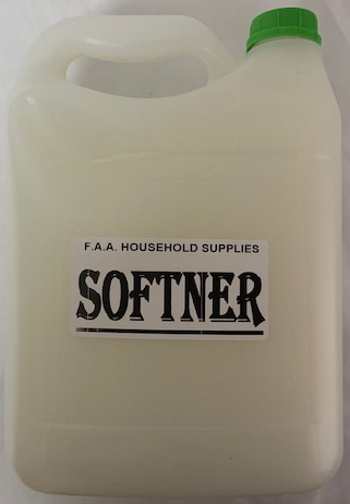 F.A.A. HOUSEHOLD SUPPLIES
SOFTNER